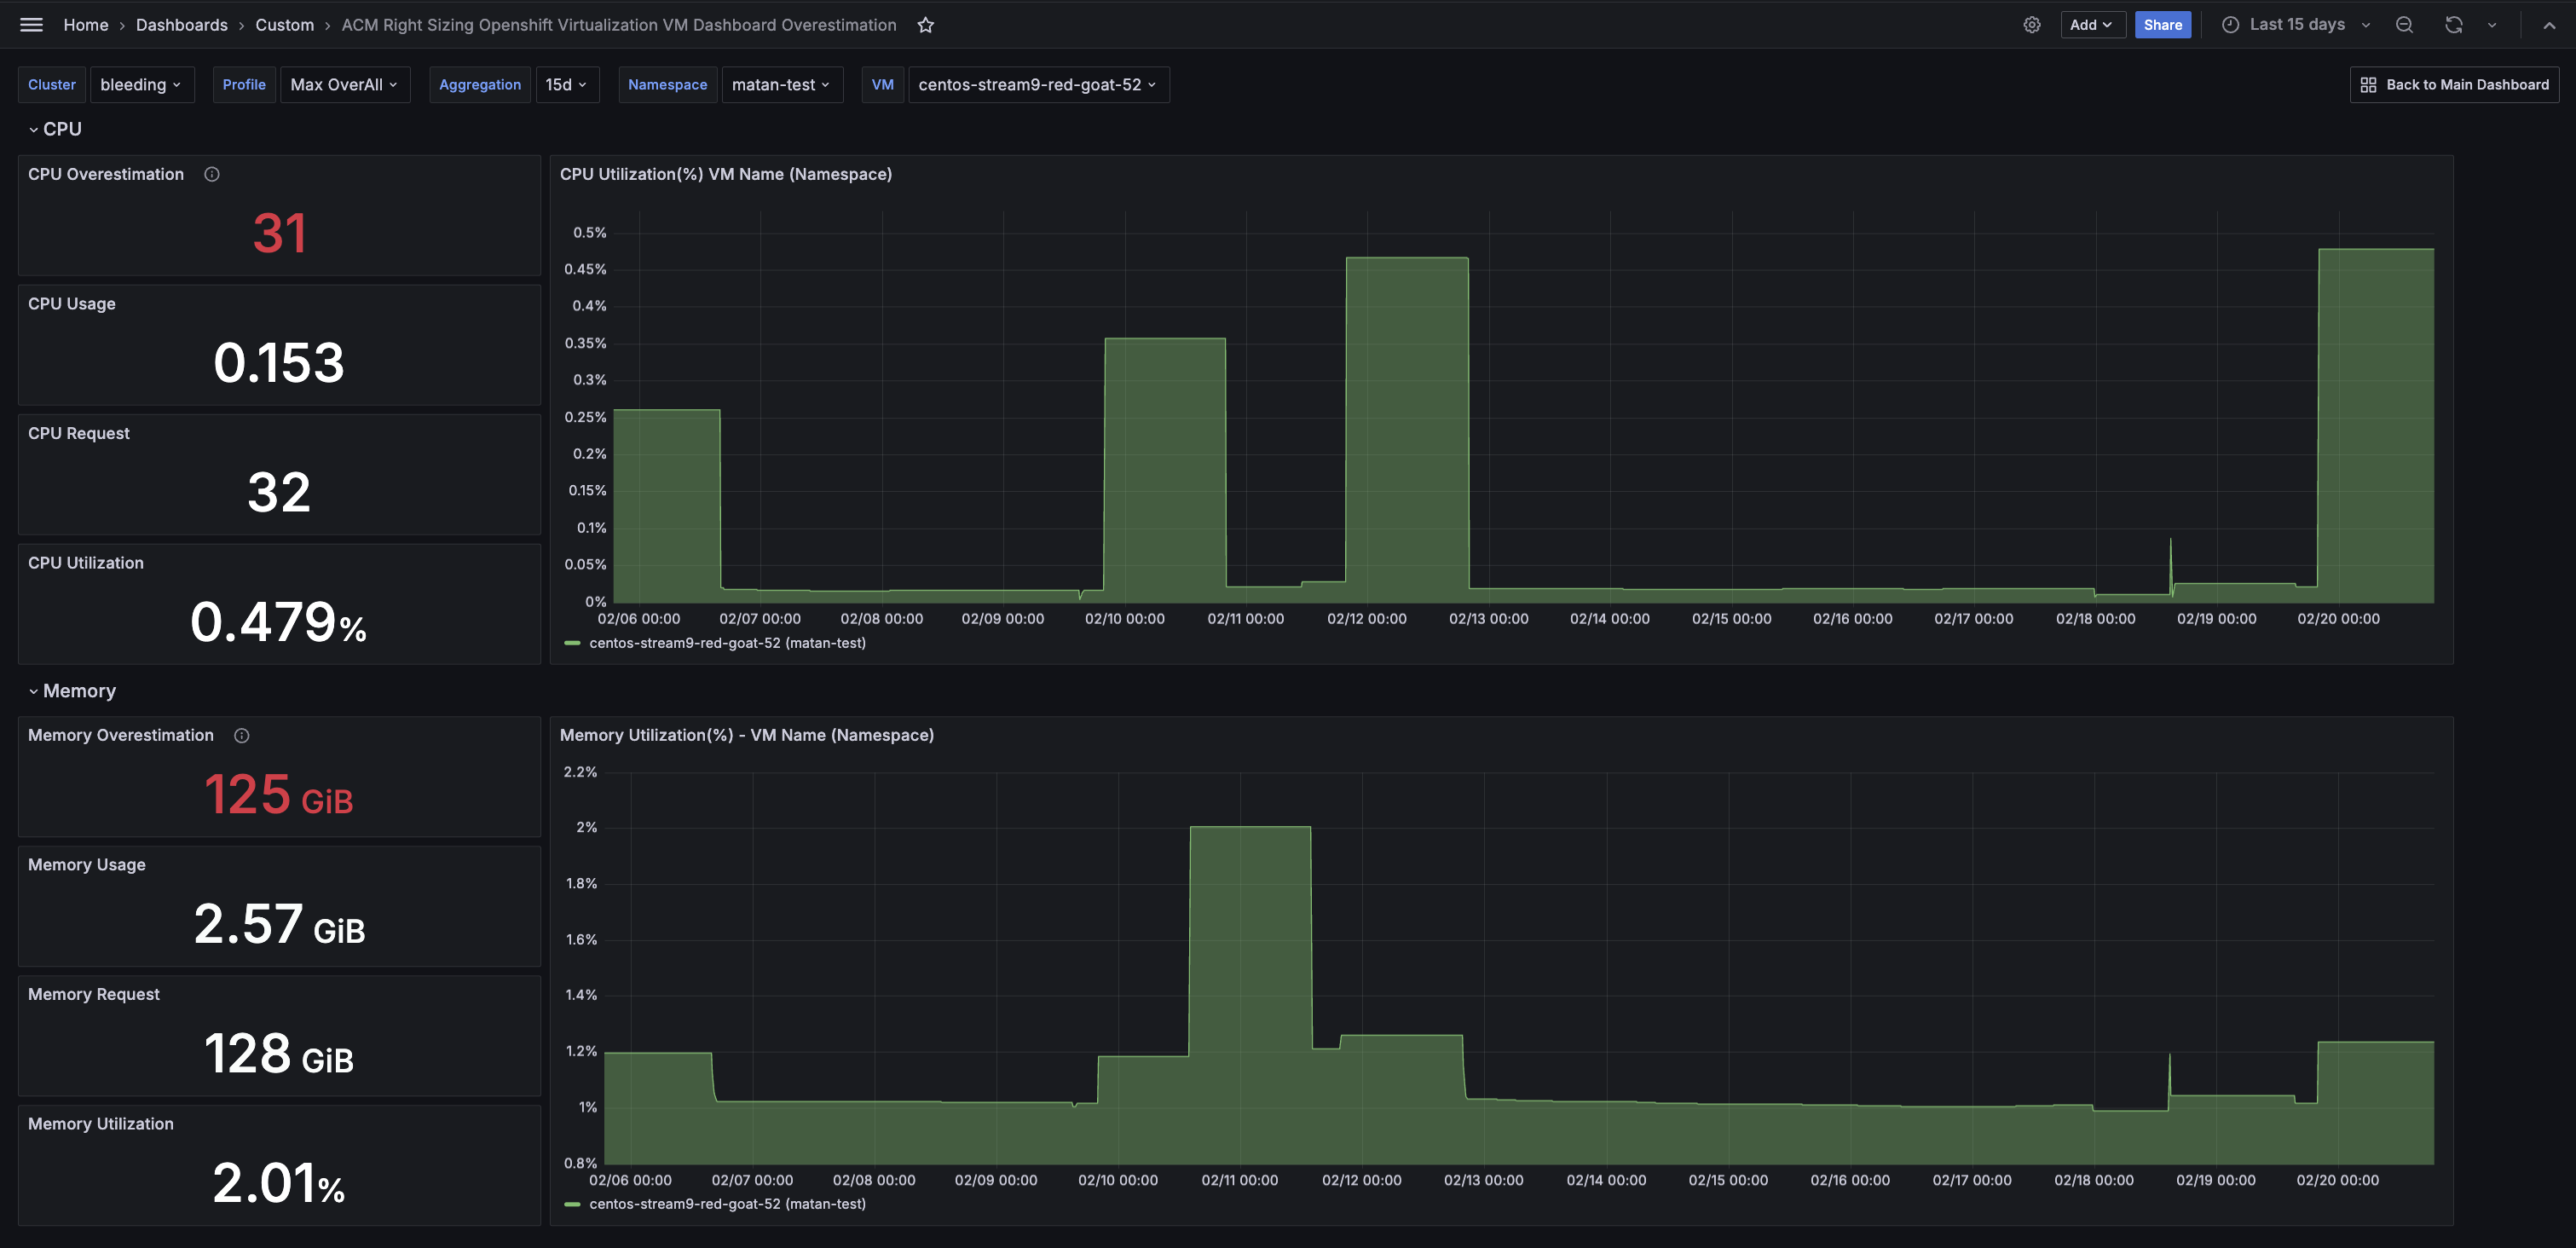 Home › Dashboards › Custom › ACM Right Sizing Openshift Virtualization VM Dashboard Overestimation
Add
Share
Last 15 days
Cluster bleeding Profile Max OverAll Aggregation 15d Namespace matan-test VM centos-stream9-red-goat-52
Back to Main Dashboard
CPU
CPU Overestimation
31
CPU Usage
0.153
CPU Request
32
CPU Utilization
0.479%
CPU Utilization(%) VM Name (Namespace)
0.5%
0.45%
0.4%
0.35%
0.3%
0.25%
0.2%
0.15%
0.1%
0.05%
0%
02/06 00:00 02/07 00:00 02/08 00:00 02/09 00:00 02/10 00:00 02/11 00:00 02/12 00:00 02/13 00:00 02/14 00:00 02/15 00:00 02/16 00:00 02/17 00:00 02/18 00:00 02/19 00:00 02/20 00:00
centos-stream9-red-goat-52 (matan-test)
Memory
Memory Overestimation
125 GiB
Memory Usage
2.57 GiB
Memory Request
128 GiB
Memory Utilization
2.01%
Memory Utilization(%) - VM Name (Namespace)
2.2%
2%
1.8%
1.6%
1.4%
1.2%
1%
0.8%
02/06 00:00 02/07 00:00 02/08 00:00 02/09 00:00 02/10 00:00 02/11 00:00 02/12 00:00 02/13 00:00 02/14 00:00 02/15 00:00 02/16 00:00 02/17 00:00 02/18 00:00 02/19 00:00 02/20 00:00
centos-stream9-red-goat-52 (matan-test)